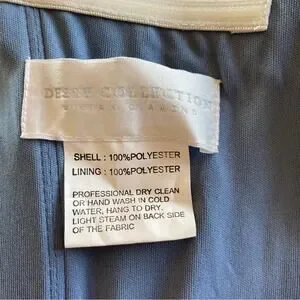 COLLECTION
SHELL : 100%POLYESTER
LINING : 100%POLYESTER
PROFESSIONAL DRY CLEAN
OR HAND WASH IN COLD
WATER, HANG TO DRY.
LIGHT STEAM ON BACK SIDE
OF THE FABRIC